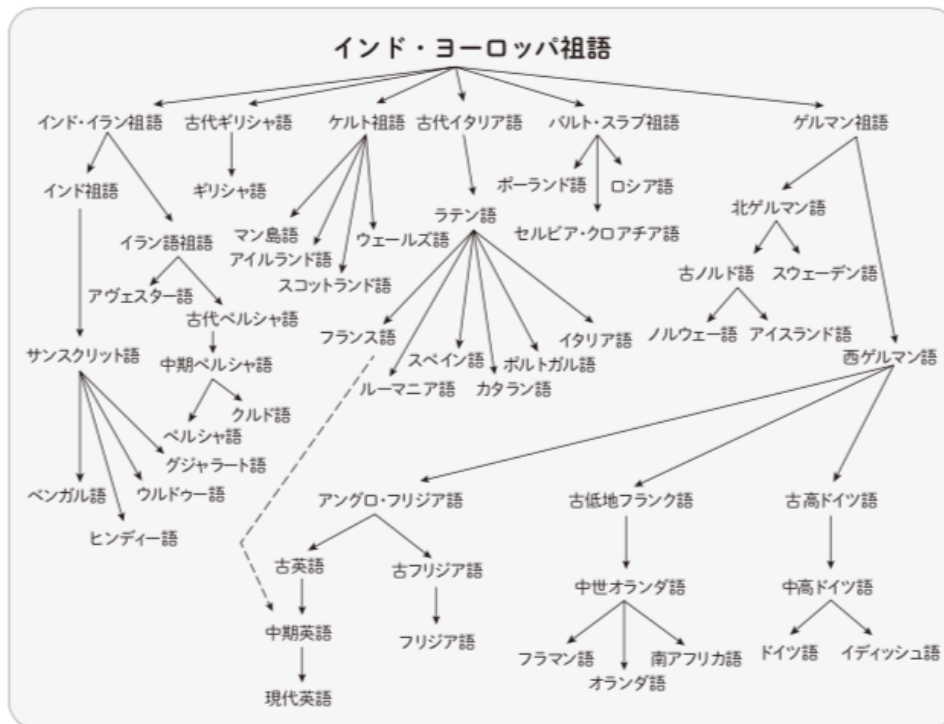 インド・ヨーロッパ祖語
インド・イラン祖語
古代ギリシャ語
ケルト祖語
古代イタリア語
バルト・スラブ祖語
ゲルマン祖語
インド祖語
ギリシャ語
ポーランド語
ロシア語
北ゲルマン語
ラテン語
マン島語
ウェールズ語
セルビア・クロアチア語
イラン語祖語
アイルランド語
スコットランド語
古ノルド語
スウェーデン語
アヴェスター語
古代ペルシャ語
フランス語
イタリア語
ノルウェー語
アイスランド語
サンスクリット語
中期ペルシャ語
スペイン語
ポルトガル語
西ゲルマン語
ルーマニア語
カタラン語
クルド語
ペルシャ語
グジャラート語
ベンガル語
ウルドゥー語
アングロ・フリジア語
古低地フランク語
古高ドイツ語
ヒンディー語
古英語
古フリジア語
中世オランダ語
中高ドイツ語
中期英語
フリジア語
フラマン語
南アフリカ語
ドイツ語
イディッシュ語
オランダ語
現代英語